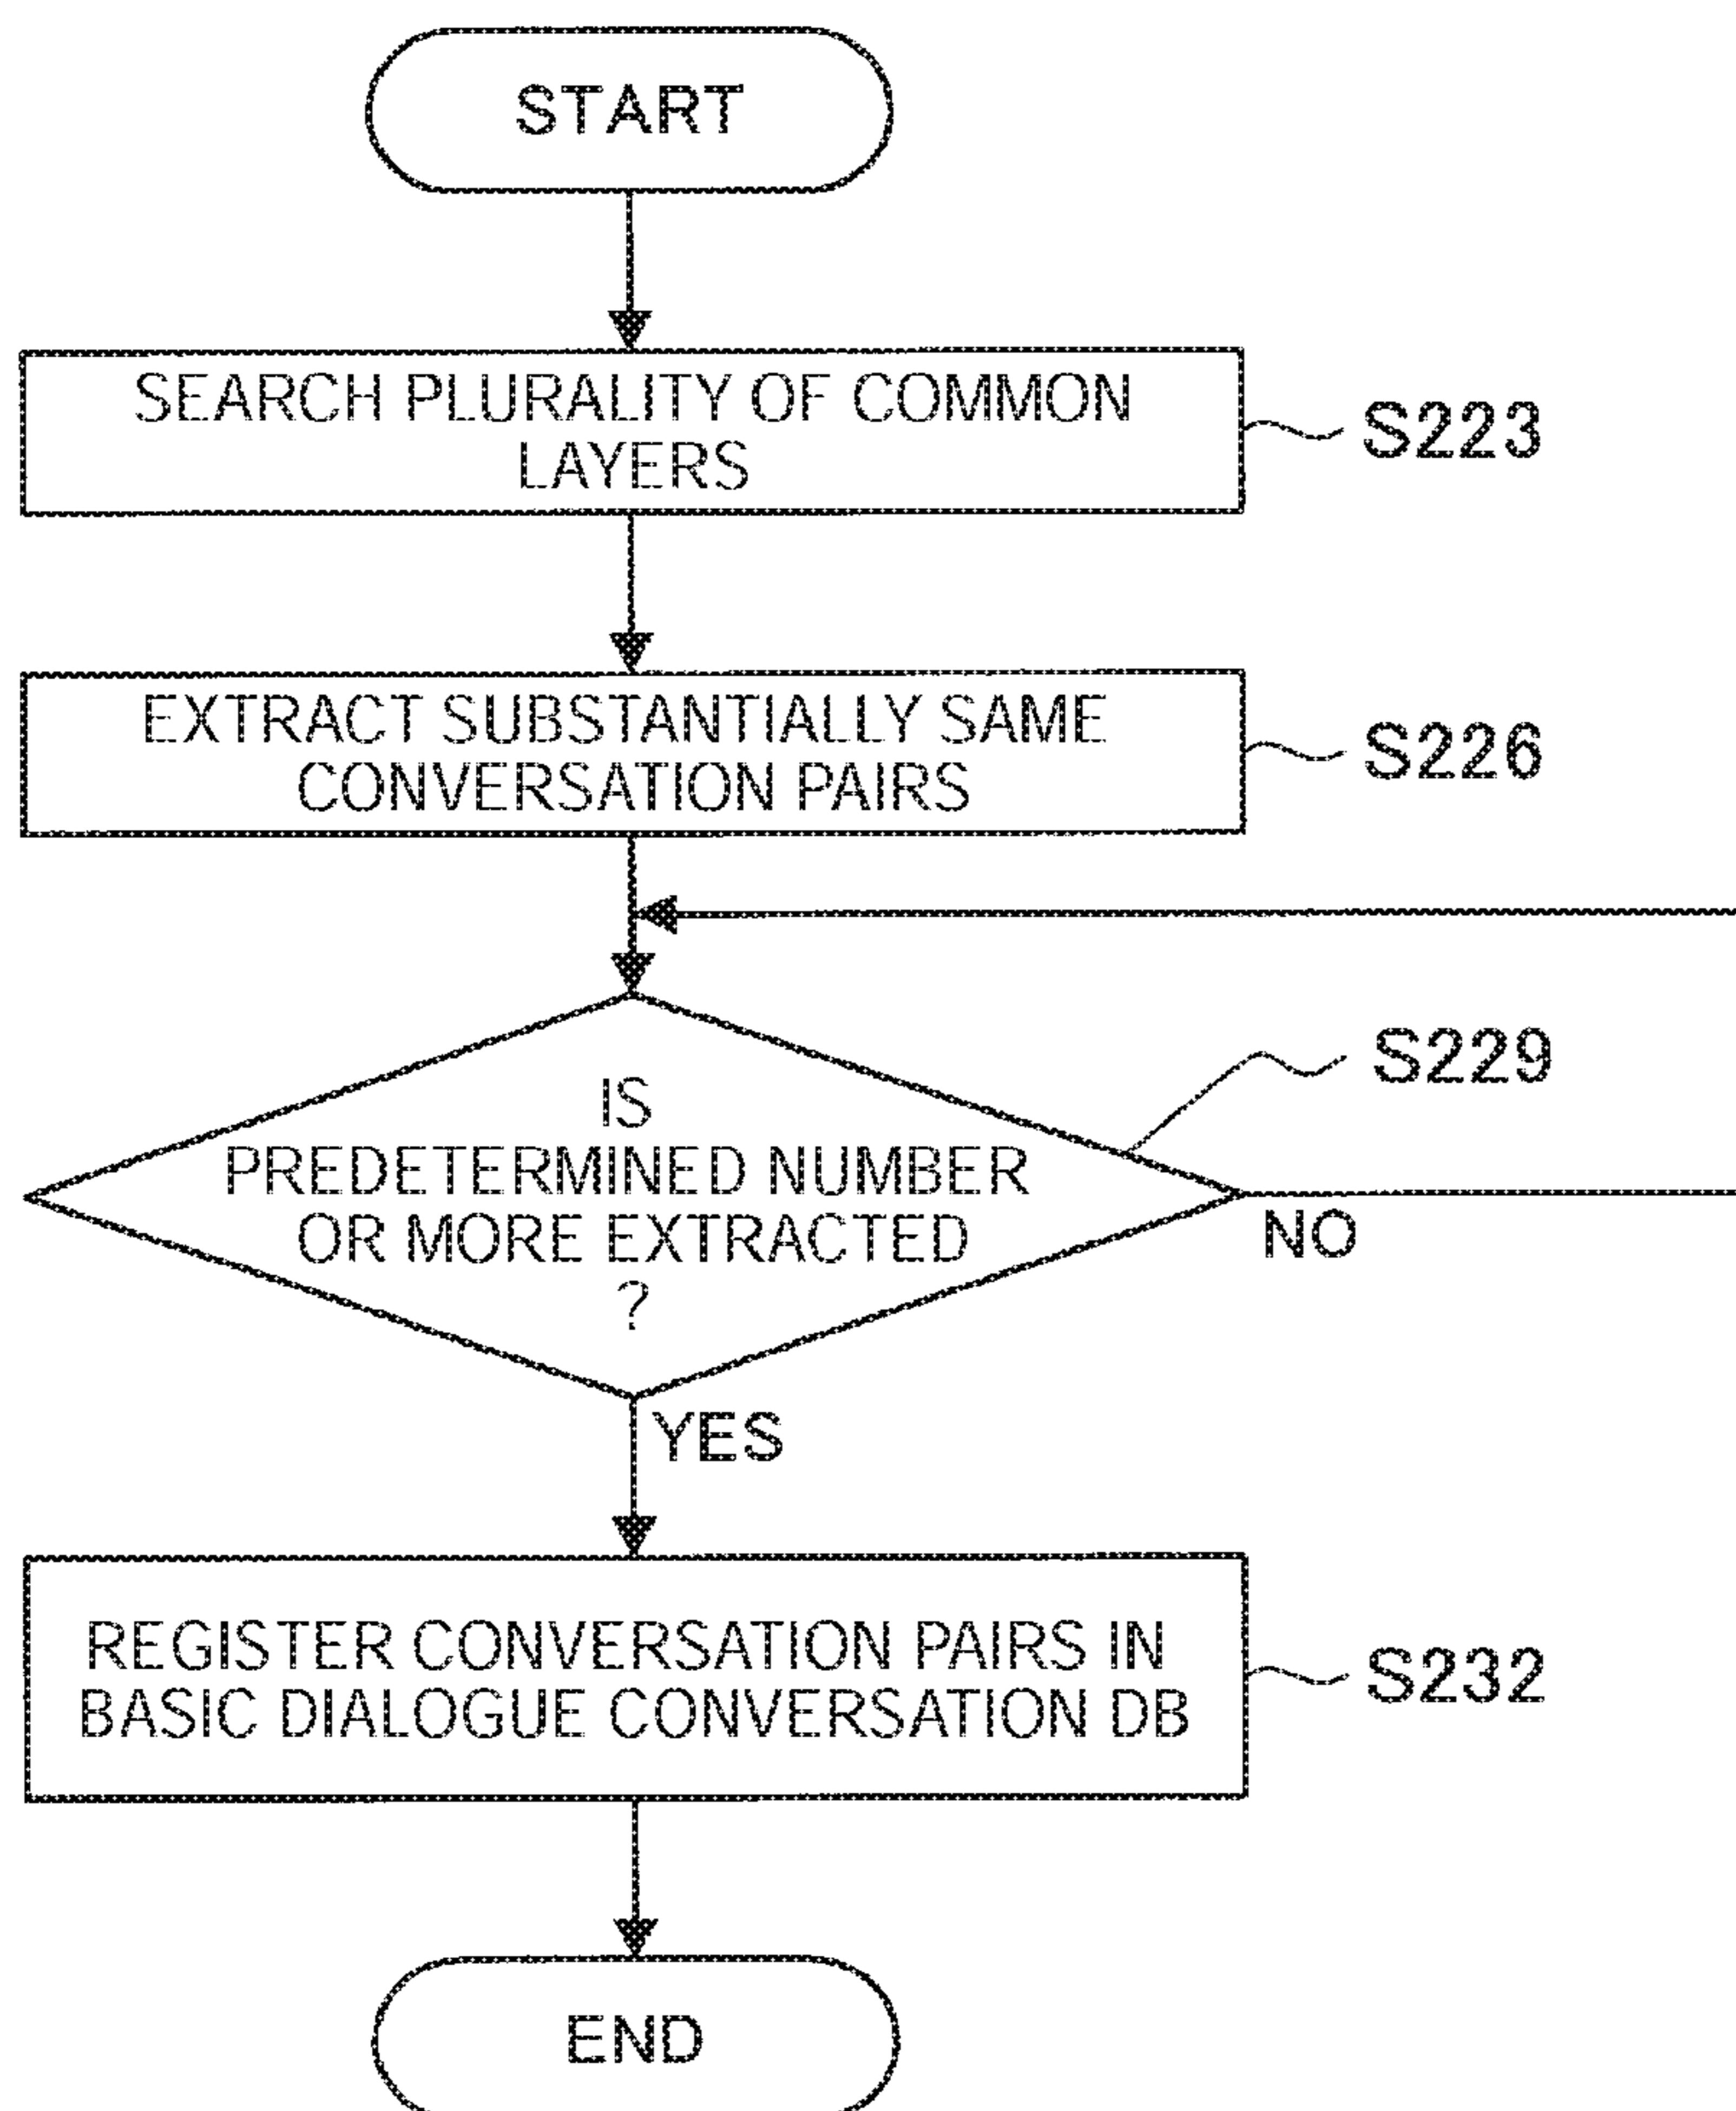 START
SEARCH PLURALITY OF COMMON
LAYERS
S223
EXTRACT SUBSTANTIALLY SAME
CONVERSATION PAIRS
S226
S229
IS
PREDETERMINED NUMBER
OR MORE EXTRACTED
?
NO
YES
REGISTER CONVERSATION PAIRS IN
BASIC DIALOGUE CONVERSATION DB
S232
END